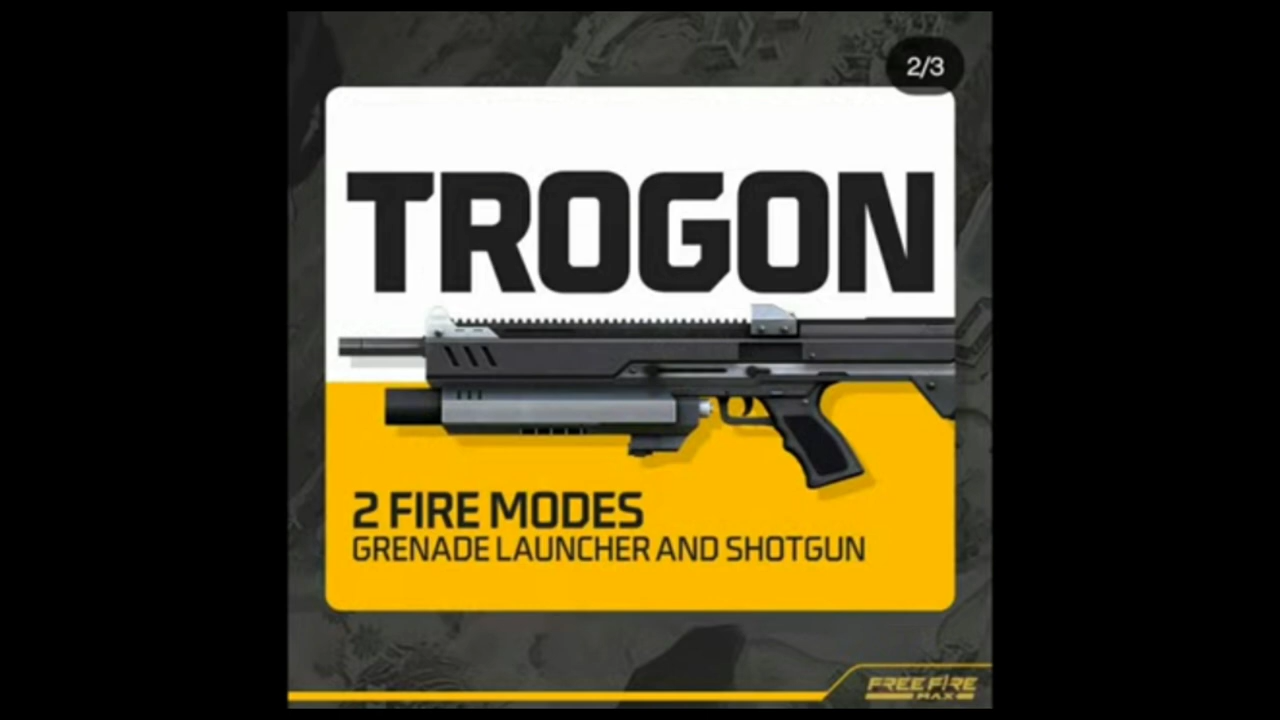 2/3
TROGON
2 FIRE MODES
GRENADE LAUNCHER AND SHOTGUN
FREE FIRE
MAX